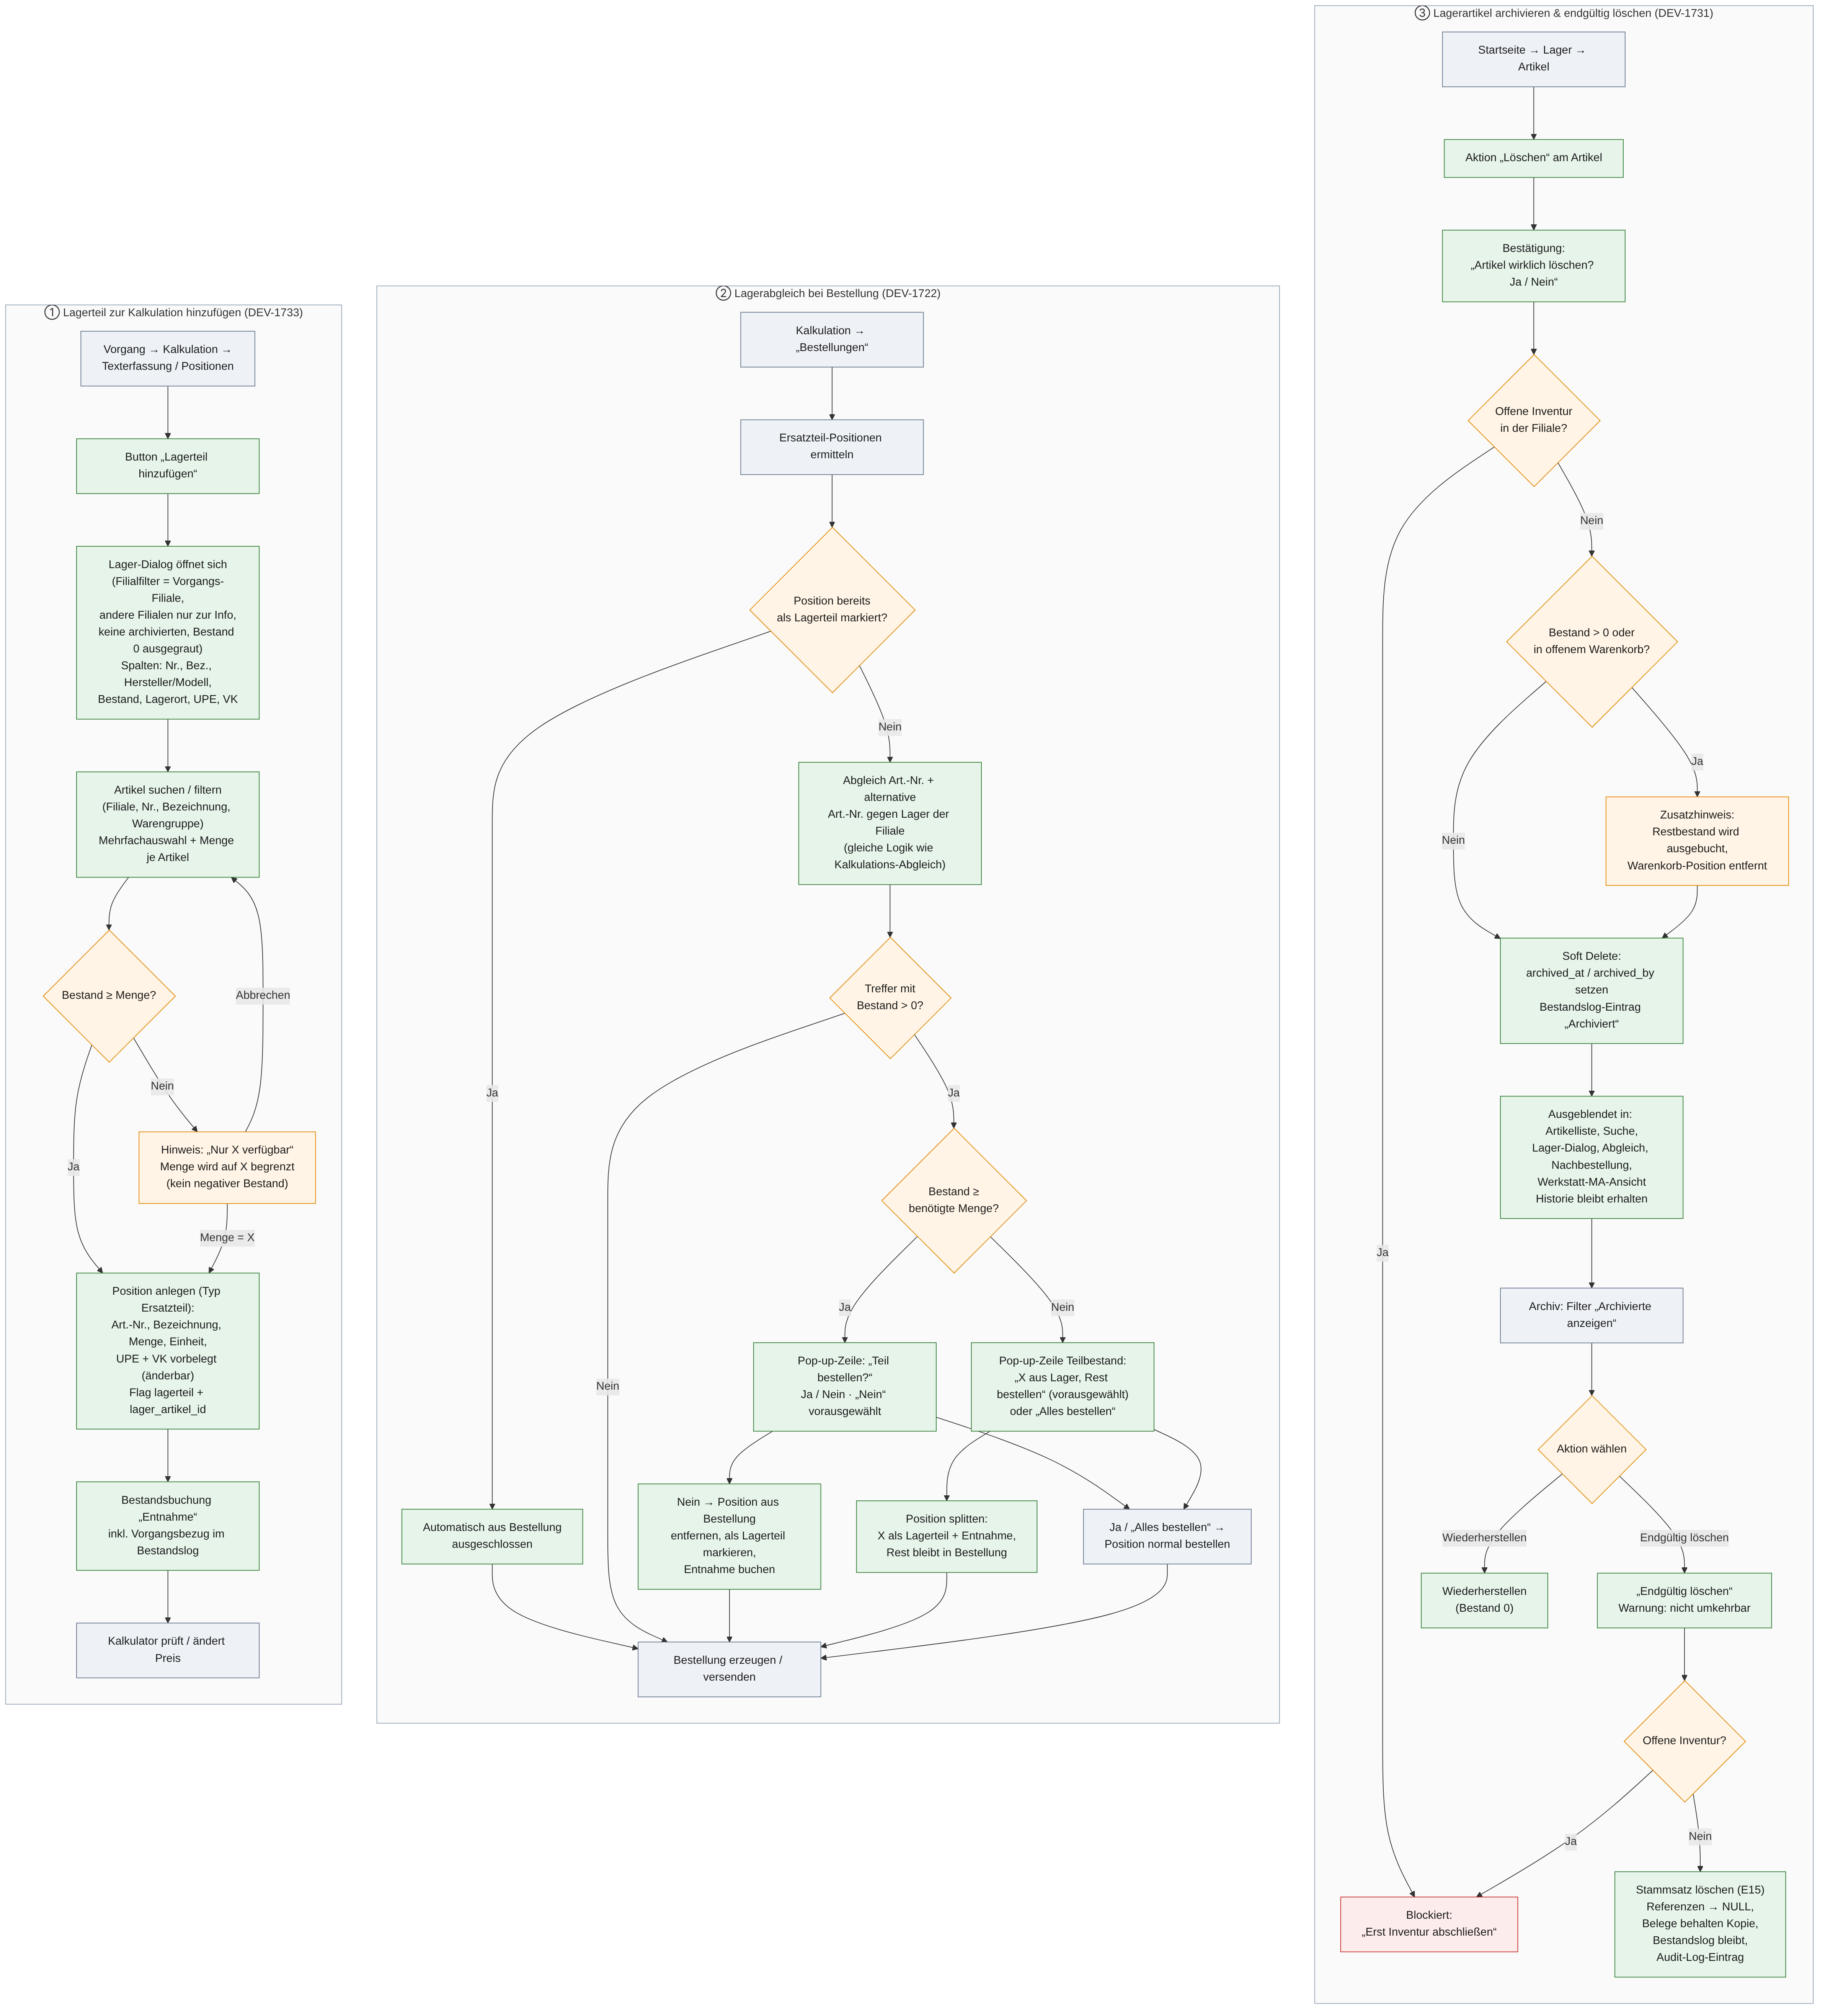 ① Lagerteil zur Kalkulation hinzufügen (DEV-1733)
Vorgang → Kalkulation →
Texterfassung / Positionen
Button „Lagerteil
hinzufügen“
Lager-Dialog öffnet sich
(Filialfilter = Vorgangs-
Filiale,
andere Filialen nur zur Info,
keine archivierten, Bestand
0 ausgegraut)
Spalten: Nr., Bez.,
Hersteller/Modell,
Bestand, Lagerort, UPE, VK
Artikel suchen / filtern
(Filiale, Nr., Bezeichnung,
Warengruppe)
Mehrfachauswahl + Menge
je Artikel
Bestand ≥ Menge?
Abbrechen
Nein
Ja
Hinweis: „Nur X verfügbar“
Menge wird auf X begrenzt
(kein negativer Bestand)
Menge = X
Position anlegen (Typ
Ersatzteil):
Art.-Nr., Bezeichnung,
Menge, Einheit,
UPE + VK vorbelegt
(änderbar)
Flag lagerteil +
lager_artikel_id
Bestandsbuchung
„Entnahme“
inkl. Vorgangsbezug im
Bestandslog
Kalkulator prüft / ändert
Preis
② Lagerabgleich bei Bestellung (DEV-1722)
Kalkulation →
„Bestellungen“
Ersatzteil-Positionen
ermitteln
Position bereits
als Lagerteil markiert?
Nein
Ja
Abgleich Art.-Nr. +
alternative
Art.-Nr. gegen Lager der
Filiale
(gleiche Logik wie
Kalkulations-Abgleich)
Treffer mit
Bestand > 0?
Ja
Nein
Bestand ≥
benötigte Menge?
Ja
Nein
Pop-up-Zeile: „Teil
bestellen?“
Ja / Nein · „Nein“
vorausgewählt
Pop-up-Zeile Teilbestand:
„X aus Lager, Rest
bestellen“ (vorausgewählt)
oder „Alles bestellen“
Automatisch aus Bestellung
ausgeschlossen
Nein → Position aus
Bestellung
entfernen, als Lagerteil
markieren,
Entnahme buchen
Position splitten:
X als Lagerteil + Entnahme,
Rest bleibt in Bestellung
Ja / „Alles bestellen“ →
Position normal bestellen
Bestellung erzeugen /
versenden
③ Lagerartikel archivieren & endgültig löschen (DEV-1731)
Startseite → Lager →
Artikel
Aktion „Löschen“ am Artikel
Bestätigung:
„Artikel wirklich löschen?
Ja / Nein“
Offene Inventur
in der Filiale?
Nein
Ja
Bestand > 0 oder
in offenem Warenkorb?
Ja
Nein
Zusatzhinweis:
Restbestand wird
ausgebucht,
Warenkorb-Position entfernt
Soft Delete:
archived_at / archived_by
setzen
Bestandslog-Eintrag
„Archiviert“
Ausgeblendet in:
Artikelliste, Suche,
Lager-Dialog, Abgleich,
Nachbestellung,
Werkstatt-MA-Ansicht
Historie bleibt erhalten
Archiv: Filter „Archivierte
anzeigen“
Aktion wählen
Wiederherstellen
Endgültig löschen
Wiederherstellen
(Bestand 0)
„Endgültig löschen“
Warnung: nicht umkehrbar
Offene Inventur?
Ja
Nein
Blockiert:
„Erst Inventur abschließen“
Stammsatz löschen (E15)
Referenzen → NULL,
Belege behalten Kopie,
Bestandslog bleibt,
Audit-Log-Eintrag